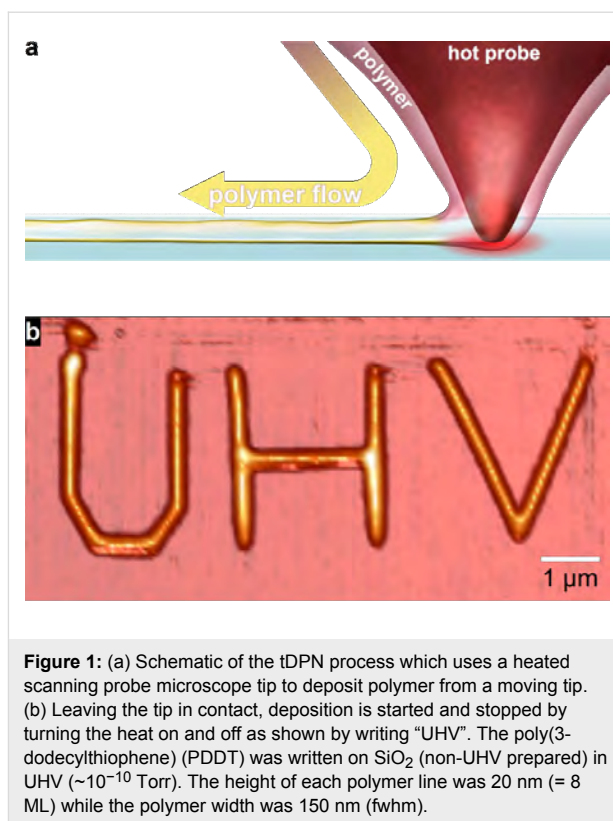 a
polymer
hot probe
polymer flow
b
UHV
1 µm
Figure 1: (a) Schematic of the tDPN process which uses a heated
scanning probe microscope tip to deposit polymer from a moving tip.
(b) Leaving the tip in contact, deposition is started and stopped by
turning the heat on and off as shown by writing “UHV”. The poly(3-
dodecylthiophene) (PDDT) was written on SiO₂ (non-UHV prepared) in
UHV (~10⁻¹⁰ Torr). The height of each polymer line was 20 nm (= 8
ML) while the polymer width was 150 nm (fwhm).